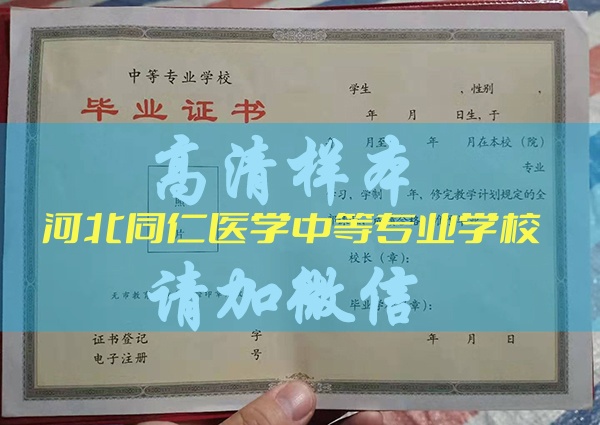 中等专业学校
毕业证书
照
片
证书登记
电子注册
字
号
学生 ，性别 ，
年 月 日生,于
月至 年 月在本校（院）
专业
习，学制 年，修完教学计划规定的全
校长（章）：
毕业学
章）：
年 月 日
高清样本
河北同仁医学中等专业学校
请加微信